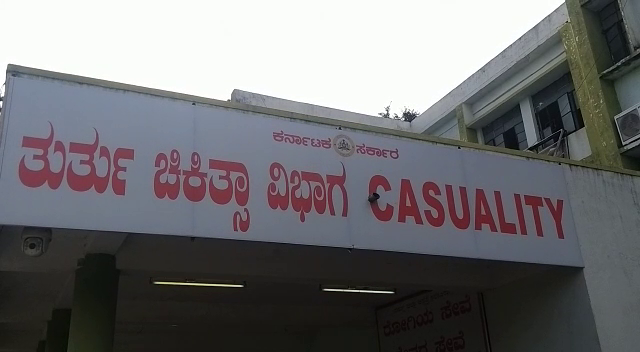 ಕರ್ನಾಟಕ ಸರ್ಕಾರ
ತುರ್ತು ಚಿಕಿತ್ಸಾ ವಿಭಾಗ CASUALITY
ರೋಗಿಯ ಸೇವೆ
ಸೇವೆ